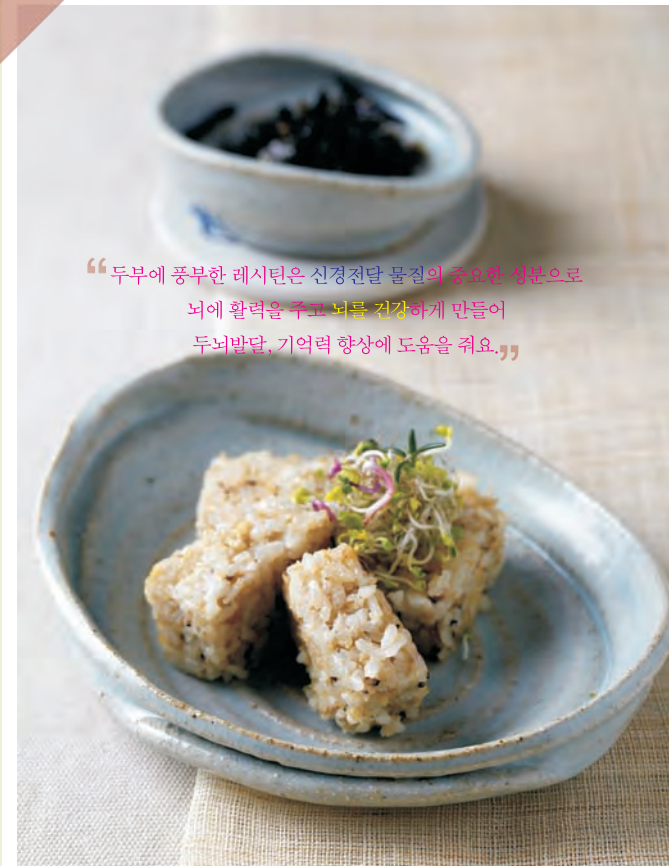 “두부에 풍부한 레시틴은 신경전달 물질의 중요한 성분으로
뇌에 활력을 주고 뇌를 건강하게 만들어
두뇌발달, 기억력 향상에 도움을 줘요.”